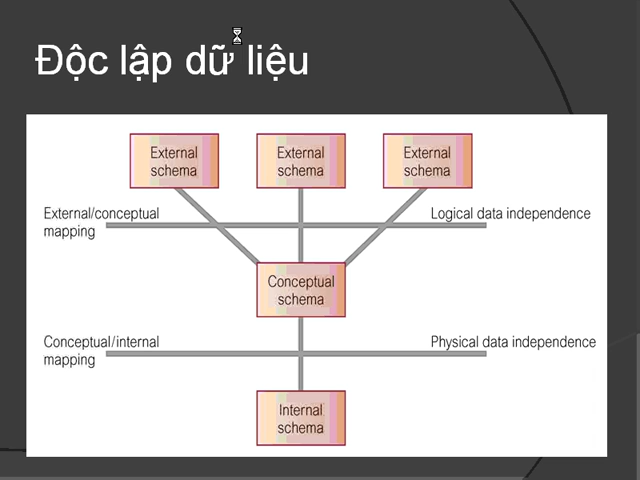 Độc lập dữ liệu
External
schema
External
schema
External
schema
External/conceptual
mapping
Logical data independence
Conceptual
schema
Conceptual/internal
mapping
Physical data independence
Internal
schema